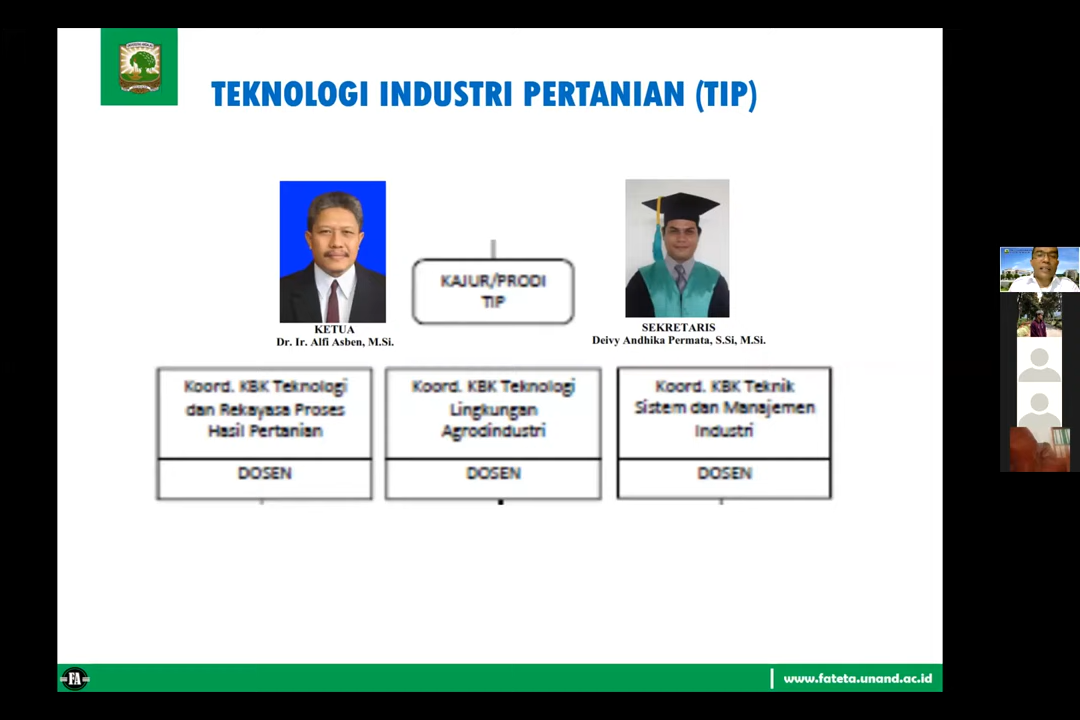 TEKNOLOGI INDUSTRI PERTANIAN (TIP)
KAJUR/PRODI
TIP
KETUA
Dr. Ir. Alfi Asben, M.Si.
SEKRETARIS
Deivy Andhika Permata, S.Si, M.Si.
Koord. KBK Teknologi
dan Rekayasa Proses
Hasil Pertanian
DOSEN
Koord. KBK Teknologi
Lingkungan
Agrodindustri
DOSEN
Koord. KBK Teknik
Sistem dan Manajemen
Industri
DOSEN
FA
www.fateta.unand.ac.id